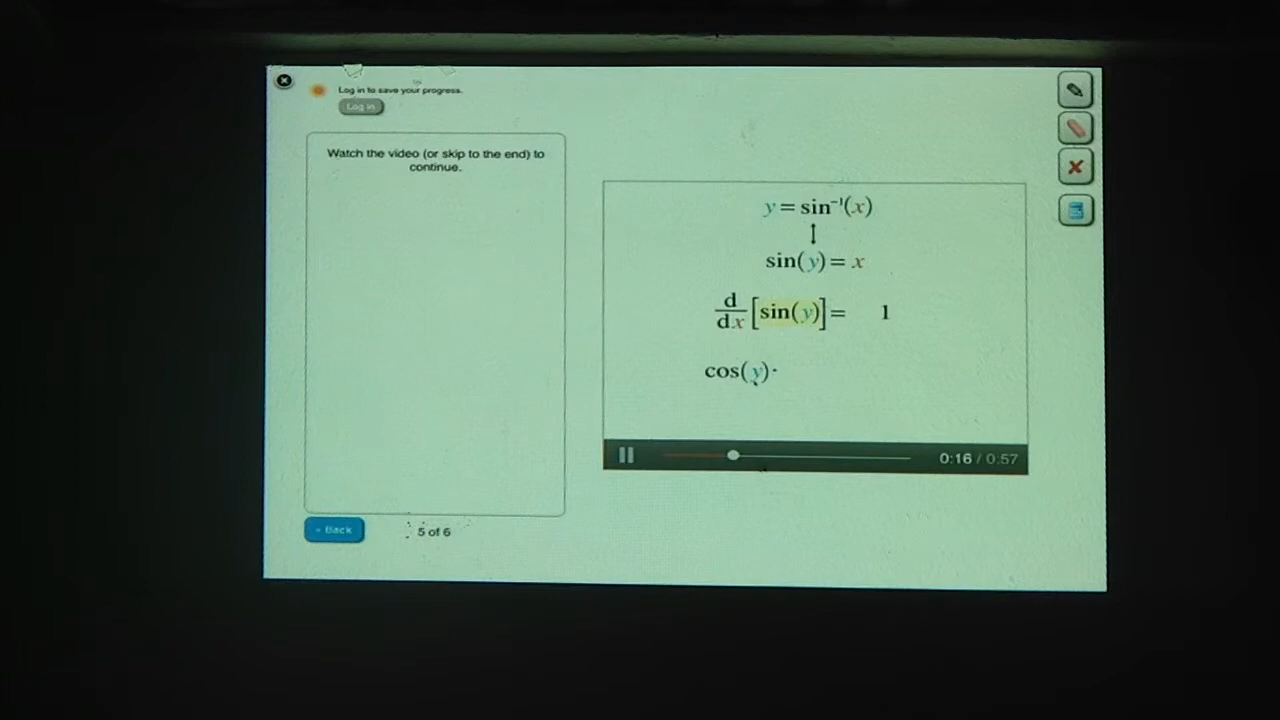 Log in to save your progress.
Log in
Watch the video (or skip to the end) to
continue.
y = sin⁻¹(x)
sin(y) = x
d/dx [sin(y)] = 1
cos(y)·
0:16 / 0:57
« Back
5 of 6